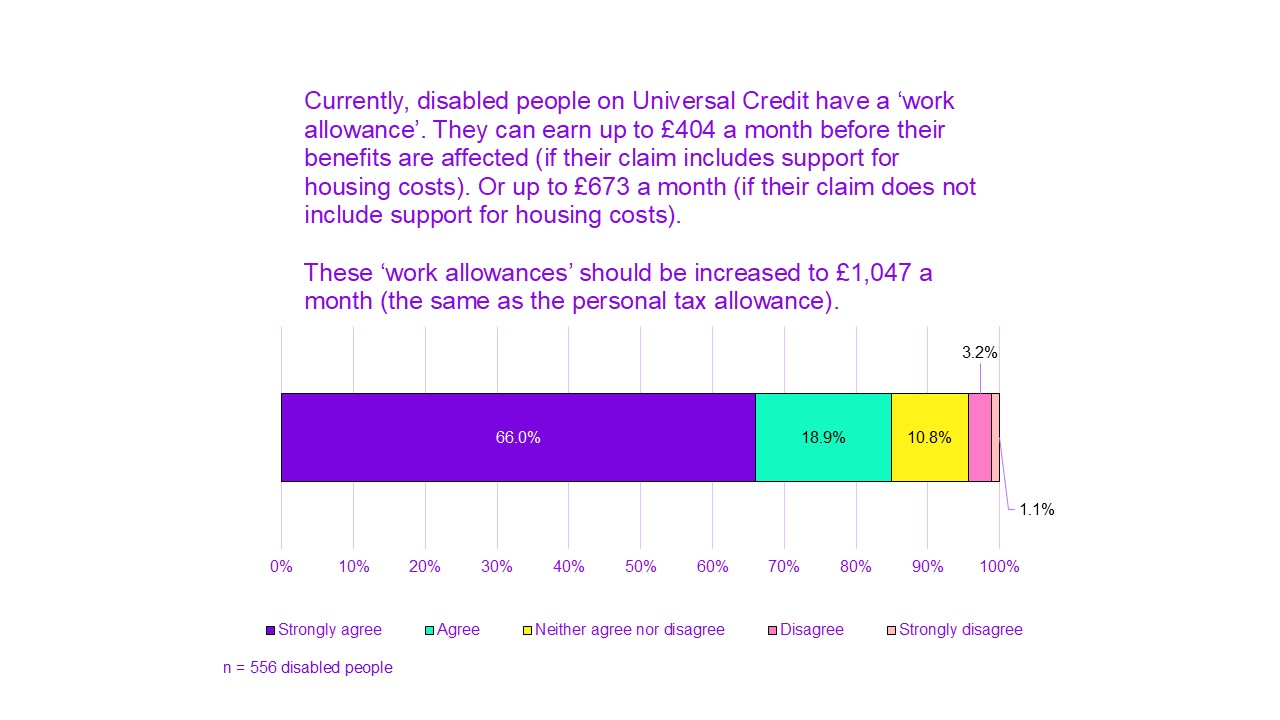 Currently, disabled people on Universal Credit have a ‘work
allowance’. They can earn up to £404 a month before their
benefits are affected (if their claim includes support for
housing costs). Or up to £673 a month (if their claim does not
include support for housing costs).
These ‘work allowances’ should be increased to £1,047 a
month (the same as the personal tax allowance).
3.2%
66.0% 18.9% 10.8%
1.1%
0% 10% 20% 30% 40% 50% 60% 70% 80% 90% 100%
Strongly agree Agree Neither agree nor disagree Disagree Strongly disagree
n = 556 disabled people